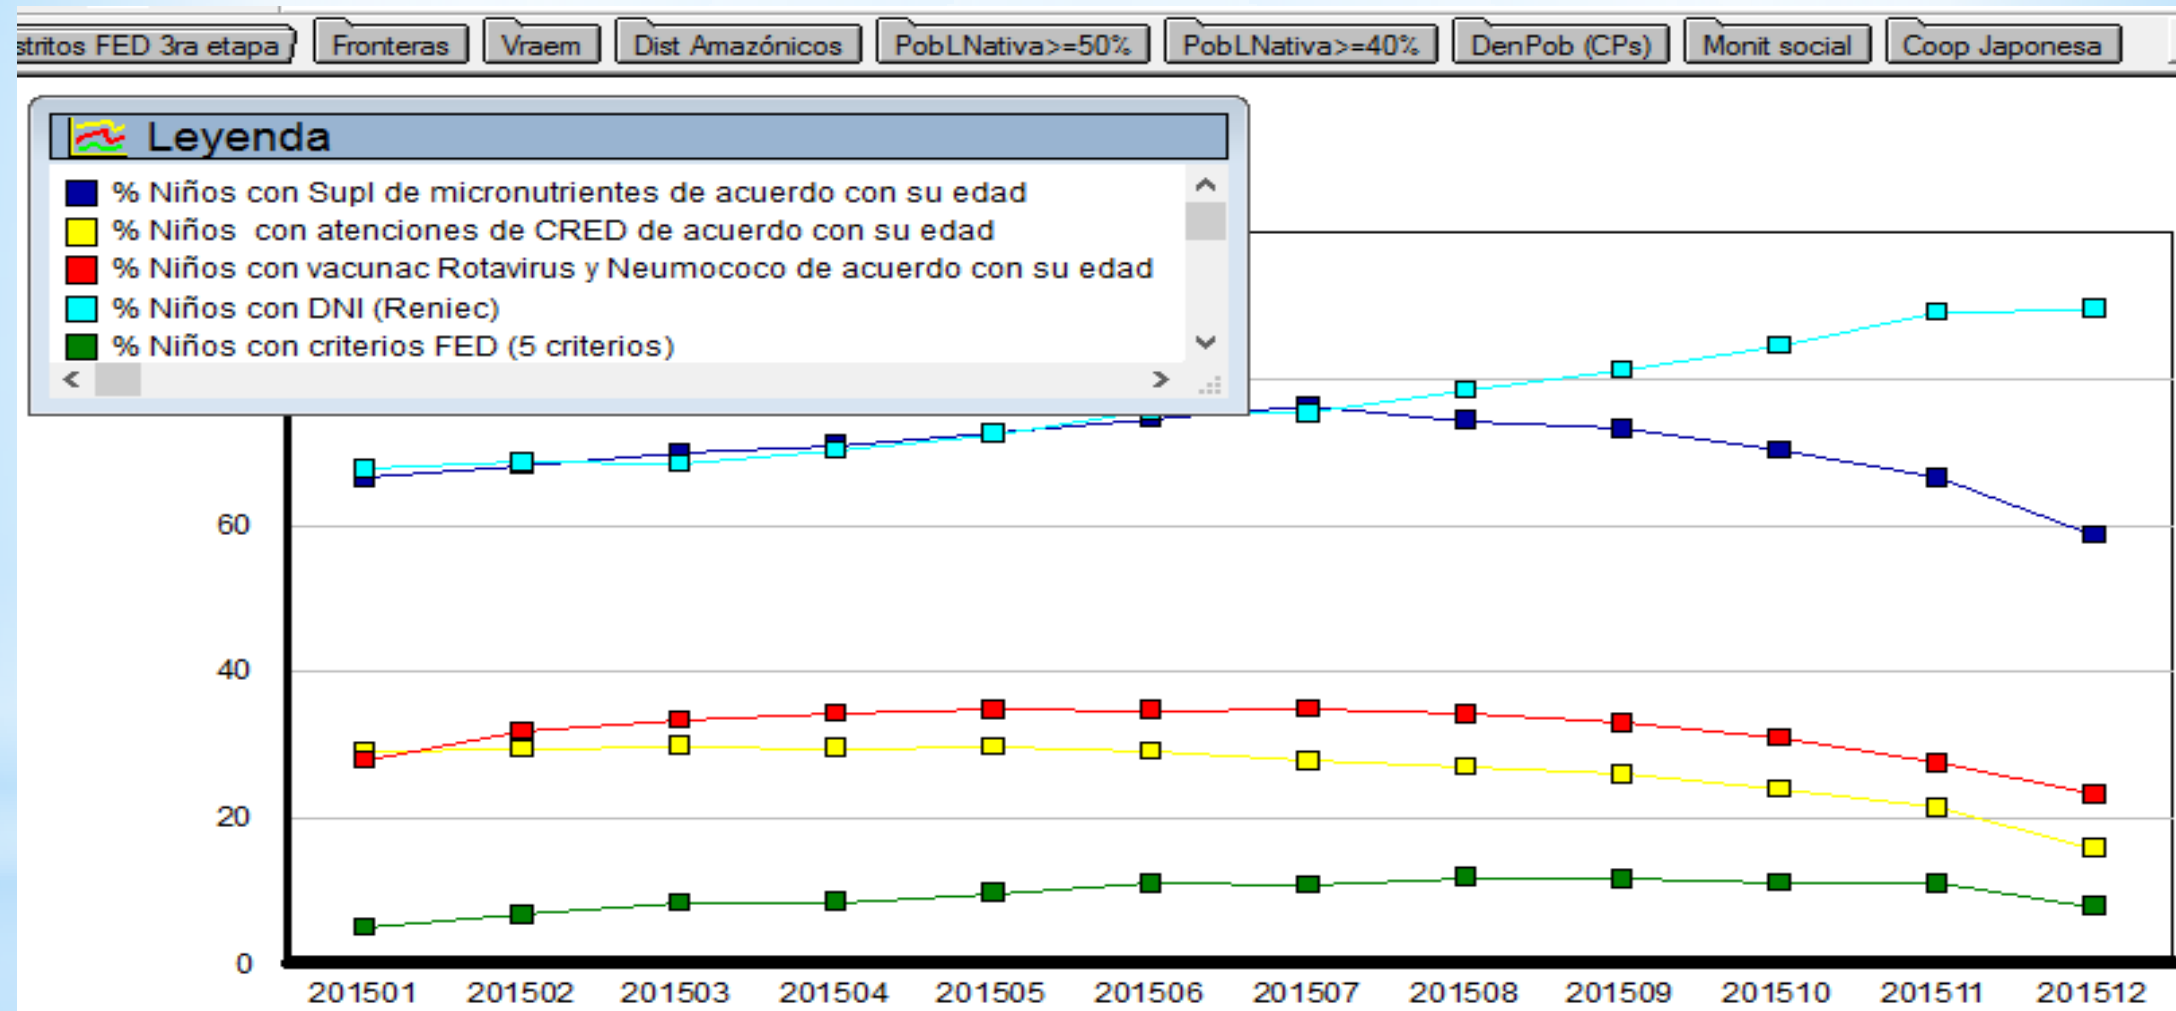 stritos FED 3ra etapa Fronteras Vraem Dist Amazónicos PobLNativa>=50% PobLNativa>=40% DenPob (CPs) Monit social Coop Japonesa
Leyenda
% Niños con Supl de micronutrientes de acuerdo con su edad
% Niños con atenciones de CRED de acuerdo con su edad
% Niños con vacunac Rotavirus y Neumococo de acuerdo con su edad
% Niños con DNI (Reniec)
% Niños con criterios FED (5 criterios)
60
40
20
0
201501 201502 201503 201504 201505 201506 201507 201508 201509 201510 201511 201512